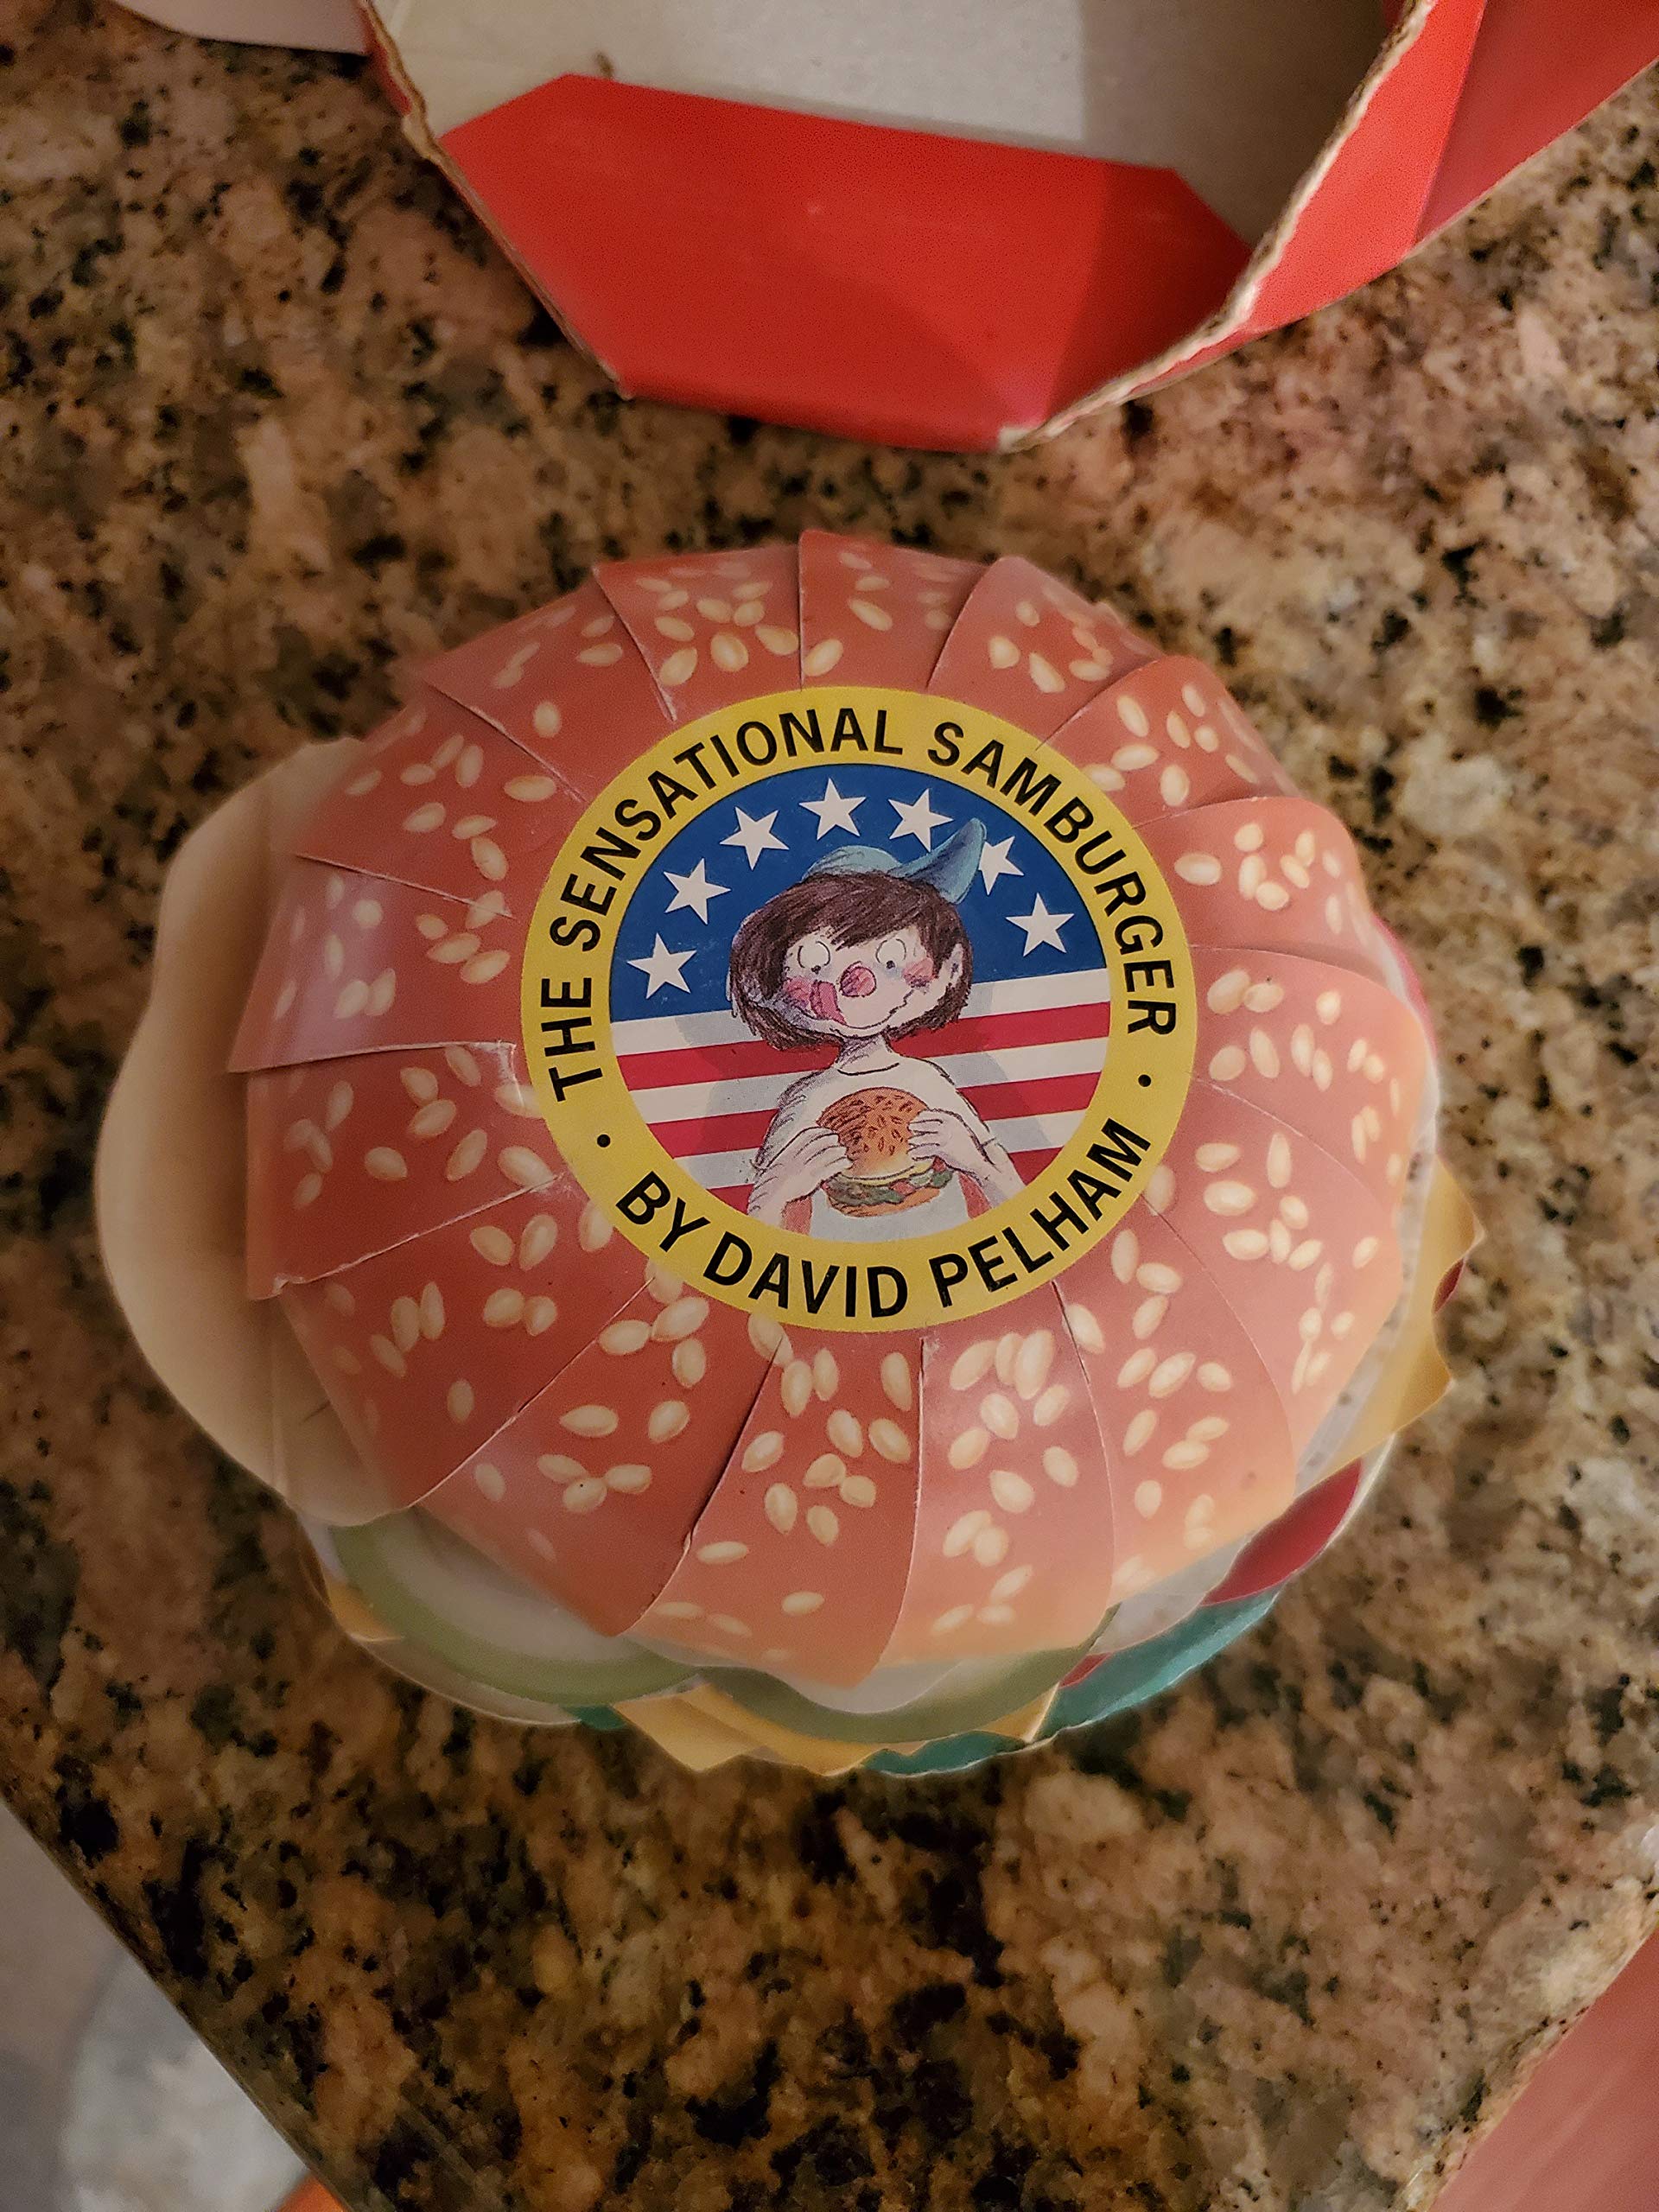 THE SENSATIONAL SAMBURGER
• BY DAVID PELHAM •